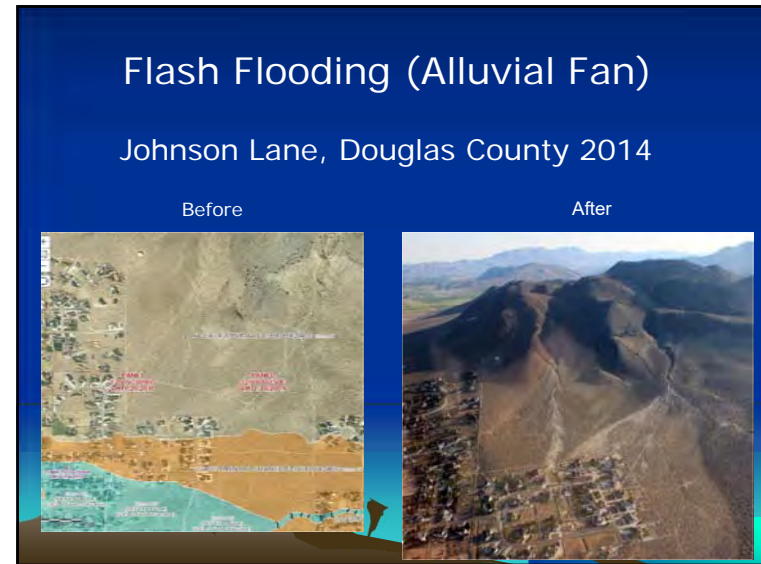 Flash Flooding (Alluvial Fan)
Johnson Lane, Douglas County 2014
Before
After